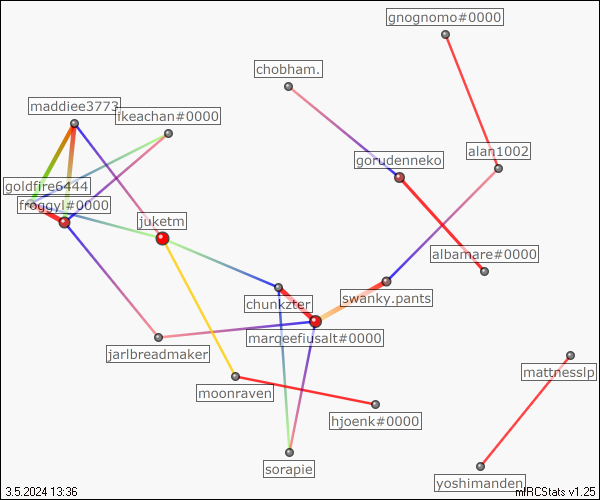 gnognomo#0000
chobham.
maddiee3773
ikeachan#0000
alan1002
gorudenneko
goldfire6444
froggyl#0000
juketm
albamare#0000
chunkzter
swanky.pants
marqeefiusalt#0000
jarlbreadmaker
mattnesslp
moonraven
hjoenk#0000
sorapie
yoshimanden
3.5.2024 13:36
mIRCStats v1.25